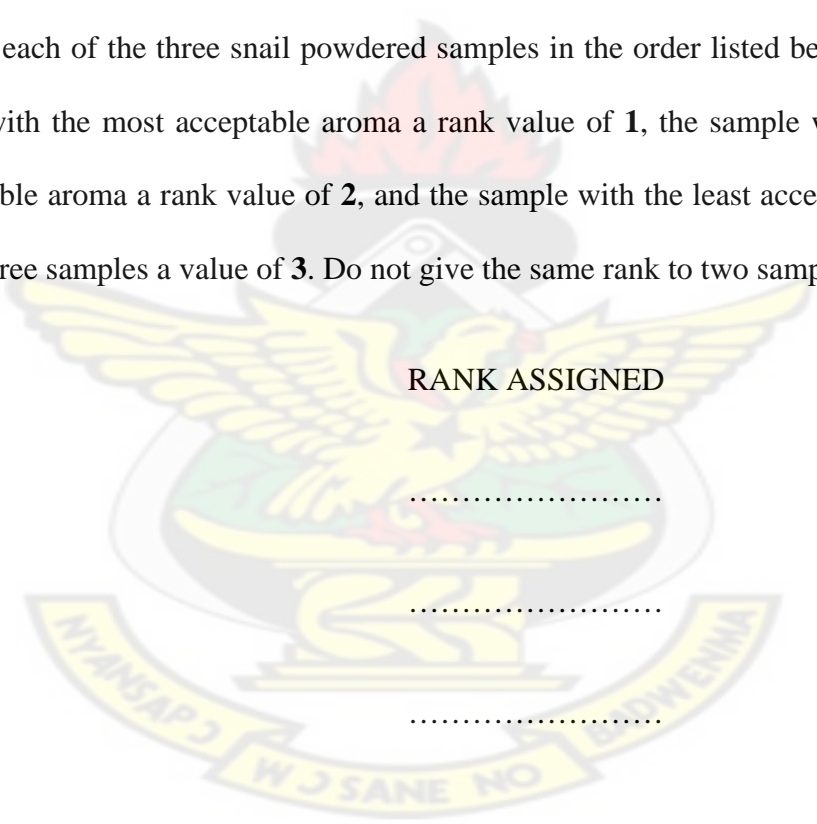 each of the three snail powdered samples in the order listed be
with the most acceptable aroma a rank value of 1, the sample
ble aroma a rank value of 2, and the sample with the least acce
ree samples a value of 3. Do not give the same rank to two samp
RANK ASSIGNED
........................
........................
........................
NYANSAPƆ
WƆSANE NO
BADWENMA